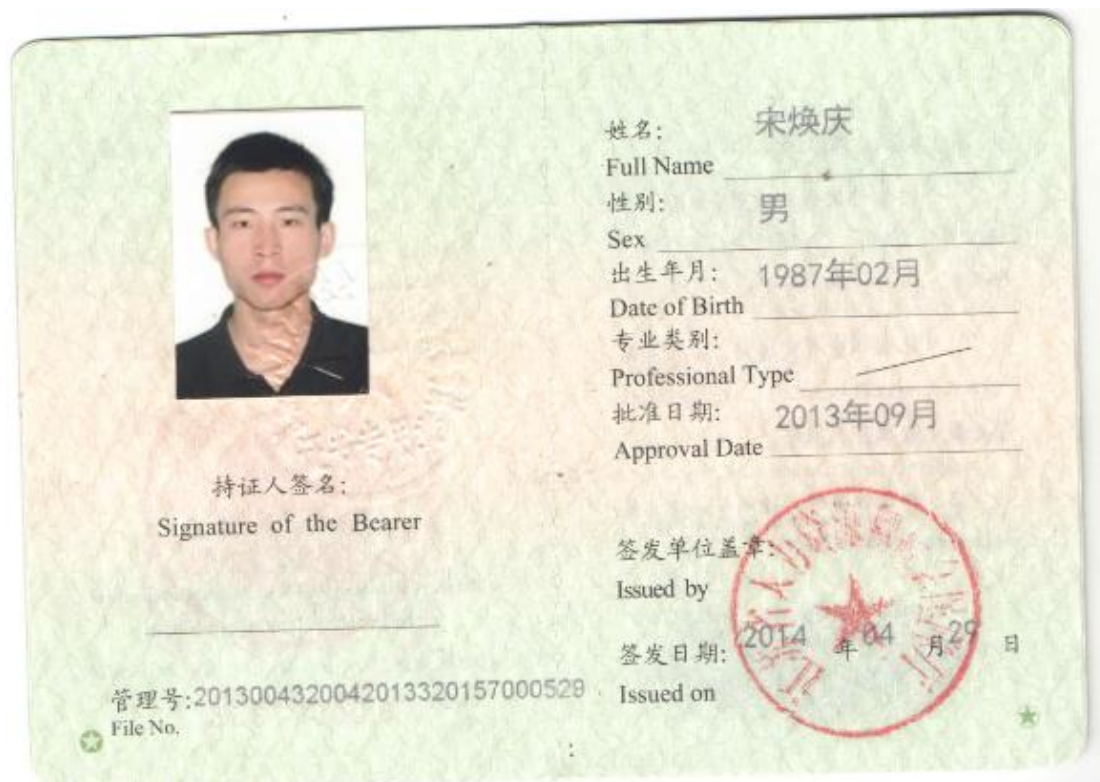 持证人签名:
Signature of the Bearer
管理号:2013004320042013320157000529
File No.
姓名: 宋焕庆
Full Name
性别: 男
Sex
出生年月: 1987年02月
Date of Birth
专业类别:
Professional Type
批准日期: 2013年09月
Approval Date
签发单位盖章:
Issued by
签发日期: 2014 年 04 月 29 日
Issued on